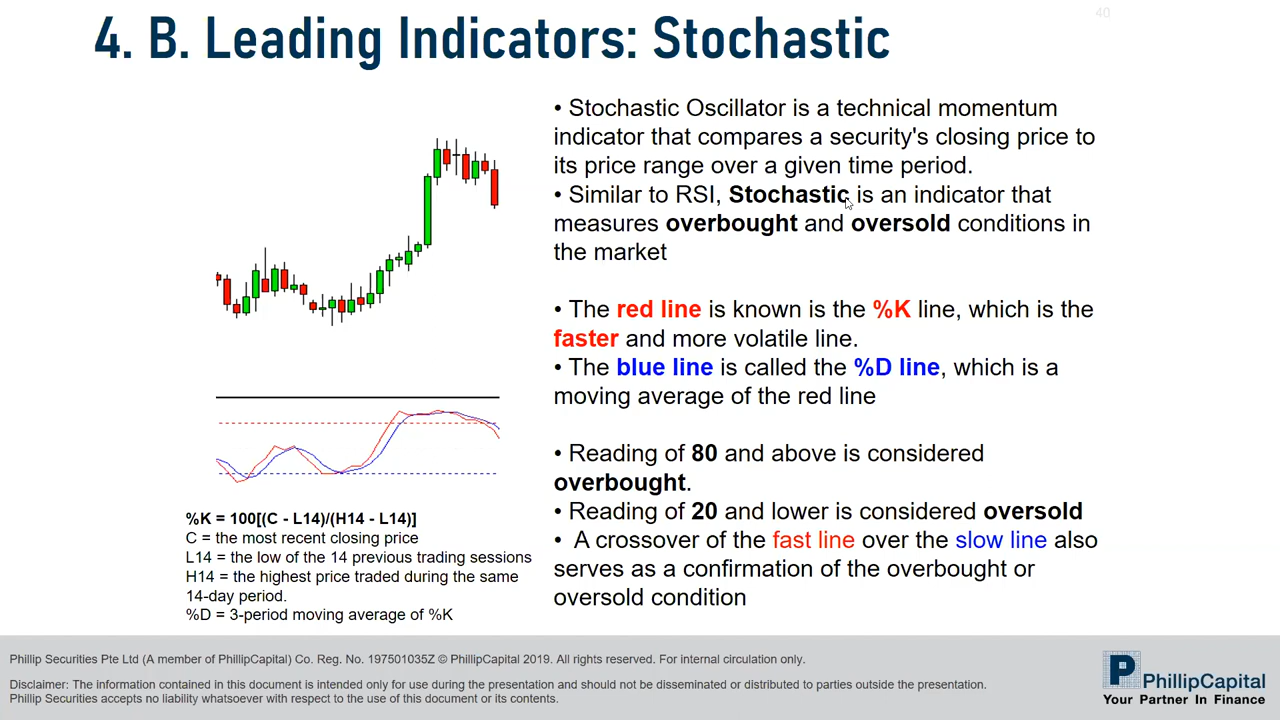 40
4. B. Leading Indicators: Stochastic
• Stochastic Oscillator is a technical momentum
indicator that compares a security's closing price to
its price range over a given time period.
• Similar to RSI, Stochastic is an indicator that
measures overbought and oversold conditions in
the market
• The red line is known is the %K line, which is the
faster and more volatile line.
• The blue line is called the %D line, which is a
moving average of the red line
• Reading of 80 and above is considered
overbought.
• Reading of 20 and lower is considered oversold
• A crossover of the fast line over the slow line also
serves as a confirmation of the overbought or
oversold condition
%K = 100[(C - L14)/(H14 - L14)]
C = the most recent closing price
L14 = the low of the 14 previous trading sessions
H14 = the highest price traded during the same
14-day period.
%D = 3-period moving average of %K
Phillip Securities Pte Ltd (A member of PhillipCapital) Co. Reg. No. 197501035Z © PhillipCapital 2019. All rights reserved. For internal circulation only.
Disclaimer: The information contained in this document is intended only for use during the presentation and should not be disseminated or distributed to parties outside the presentation.
Phillip Securities accepts no liability whatsoever with respect to the use of this document or its contents.
PhillipCapital
Your Partner In Finance